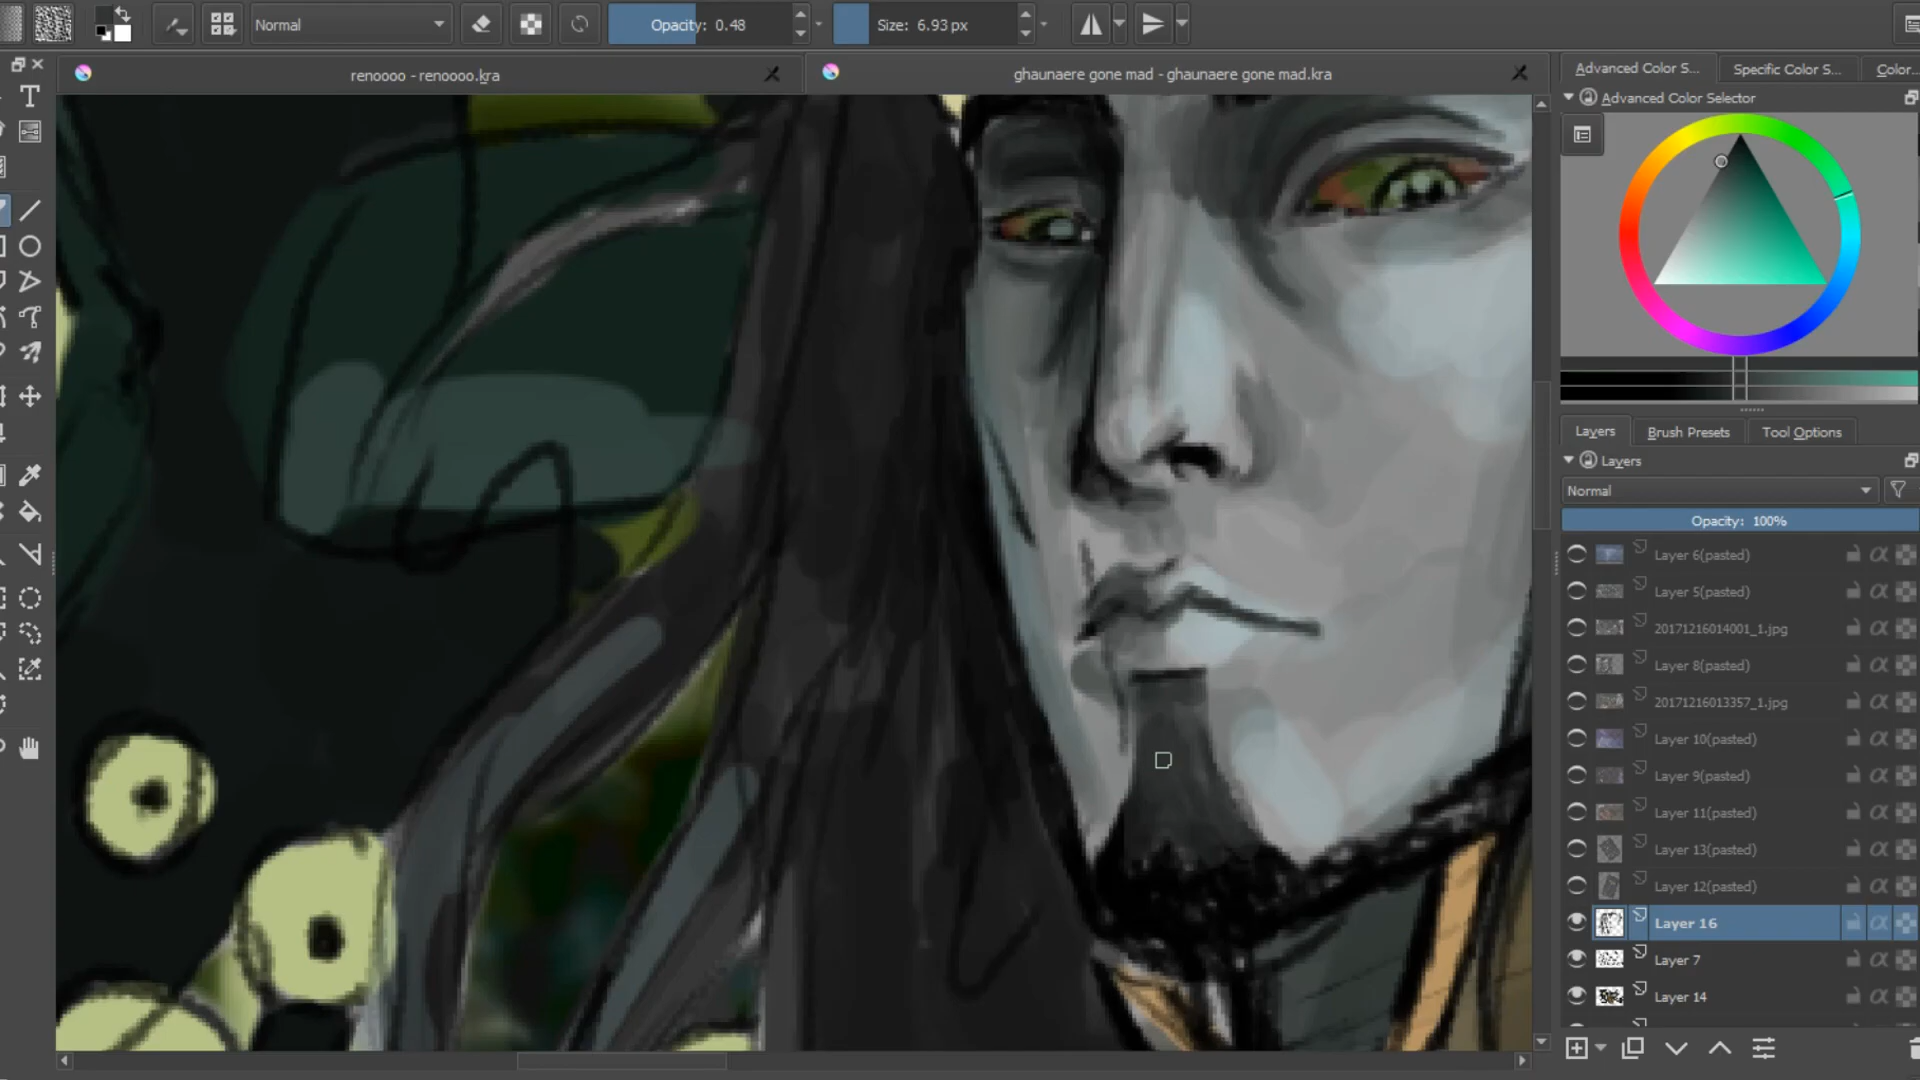 Normal
Opacity: 0.48
Size: 6.93 px
renoooo - renoooo.kra
ghaunaere gone mad - ghaunaere gone mad.kra
Advanced Color S...
Specific Color S...
Color...
Advanced Color Selector
Layers
Brush Presets
Tool Options
Layers
Normal
Opacity: 100%
Layer 6(pasted)
Layer 5(pasted)
20171216014001_1.jpg
Layer 8(pasted)
20171216013357_1.jpg
Layer 10(pasted)
Layer 9(pasted)
Layer 11(pasted)
Layer 13(pasted)
Layer 12(pasted)
Layer 16
Layer 7
Layer 14